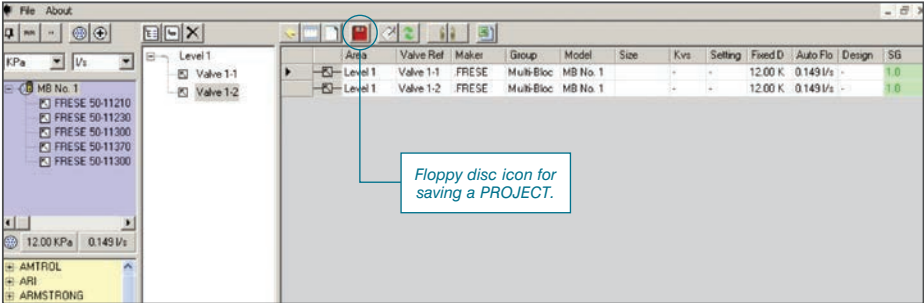 File About
KPa l/s
MB No. 1
FRESE 50-11210
FRESE 50-11230
FRESE 50-11300
FRESE 50-11370
FRESE 50-11300
12.00 KPa 0.149 l/s
AMTROL
ARI
ARMSTRONG
Level 1
Valve 1-1
Valve 1-2
Area Valve Ref Maker Group Model Size Kvs Setting Fixed D Auto Flo Design SG
Level 1 Valve 1-1 .FRESE Multi-Bloc MB No. 1 - - 12.00 K 0.149 l/s - 1.0
Level 1 Valve 1-2 .FRESE Multi-Bloc MB No. 1 - - 12.00 K 0.149 l/s - 1.0
Floppy disc icon for
saving a PROJECT.